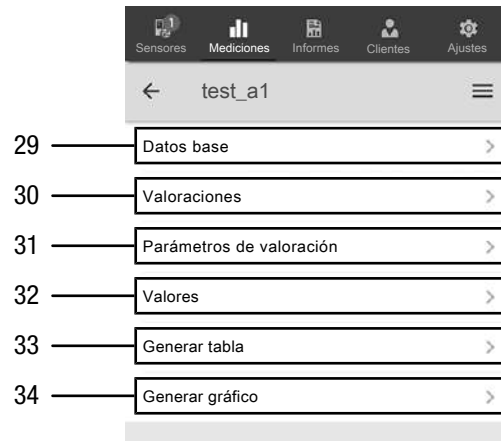 1
Sensores Mediciones Informes Clientes Ajustes
test_a1
29 Datos base
30 Valoraciones
31 Parámetros de valoración
32 Valores
33 Generar tabla
34 Generar gráfico